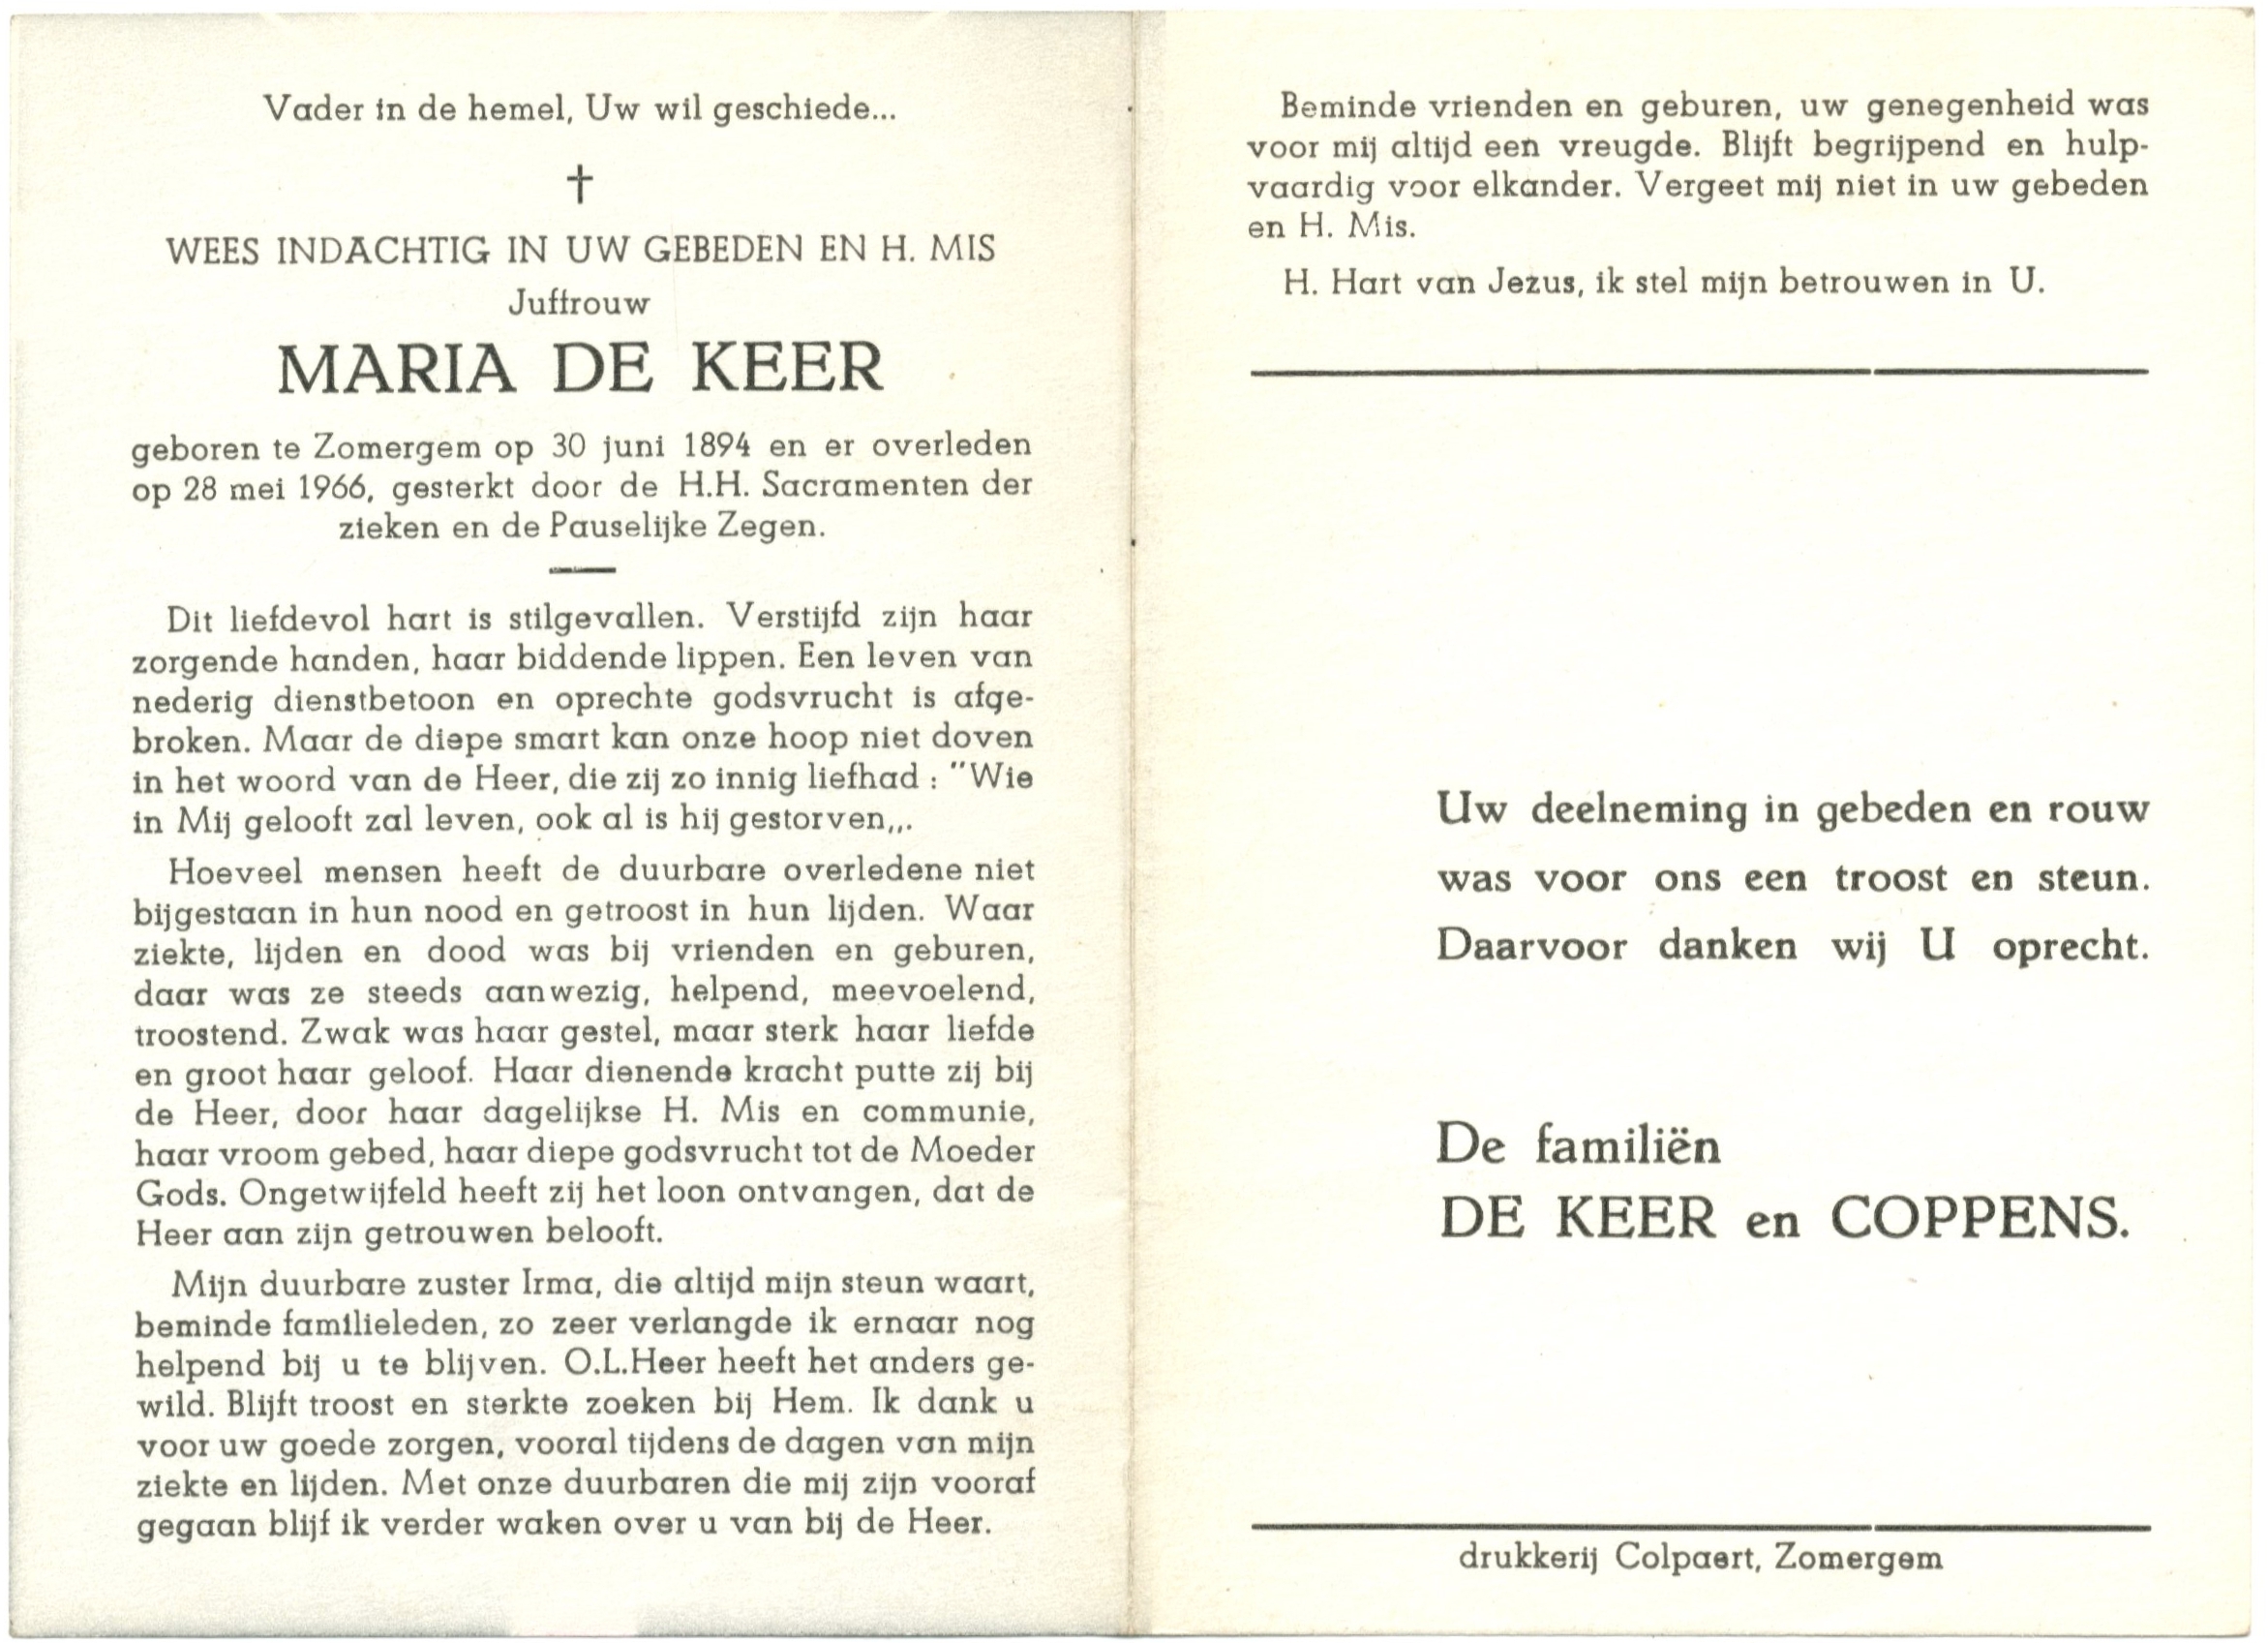 Vader in de hemel, Uw wil geschiede...
✝
WEES INDACHTIG IN UW GEBEDEN EN H. MIS
Juffrouw
MARIA DE KEER
geboren te Zomergem op 30 juni 1894 en er overleden
op 28 mei 1966, gesterkt door de H.H. Sacramenten der
zieken en de Pauselijke Zegen.
Dit liefdevol hart is stilgevallen. Verstijfd zijn haar
zorgende handen, haar biddende lippen. Een leven van
nederig dienstbetoon en oprechte godsvrucht is afge-
broken. Maar de diepe smart kan onze hoop niet doven
in het woord van de Heer, die zij zo innig liefhad : "Wie
in Mij gelooft zal leven, ook al is hij gestorven,,.
Hoeveel mensen heeft de duurbare overledene niet
bijgestaan in hun nood en getroost in hun lijden. Waar
ziekte, lijden en dood was bij vrienden en geburen,
daar was ze steeds aanwezig, helpend, meevoelend,
troostend. Zwak was haar gestel, maar sterk haar liefde
en groot haar geloof. Haar dienende kracht putte zij bij
de Heer, door haar dagelijkse H. Mis en communie,
haar vroom gebed, haar diepe godsvrucht tot de Moeder
Gods. Ongetwijfeld heeft zij het loon ontvangen, dat de
Heer aan zijn getrouwen belooft.
Mijn duurbare zuster Irma, die altijd mijn steun waart,
beminde familieleden, zo zeer verlangde ik ernaar nog
helpend bij u te blijven. O.L.Heer heeft het anders ge-
wild. Blijft troost en sterkte zoeken bij Hem. Ik dank u
voor uw goede zorgen, vooral tijdens de dagen van mijn
ziekte en lijden. Met onze duurbaren die mij zijn vooraf
gegaan blijf ik verder waken over u van bij de Heer.
Beminde vrienden en geburen, uw genegenheid was
voor mij altijd een vreugde. Blijft begrijpend en hulp-
vaardig voor elkander. Vergeet mij niet in uw gebeden
en H. Mis.
H. Hart van Jezus, ik stel mijn betrouwen in U.
Uw deelneming in gebeden en rouw
was voor ons een troost en steun.
Daarvoor danken wij U oprecht.
De familiën
DE KEER en COPPENS.
drukkerij Colpaert, Zomergem